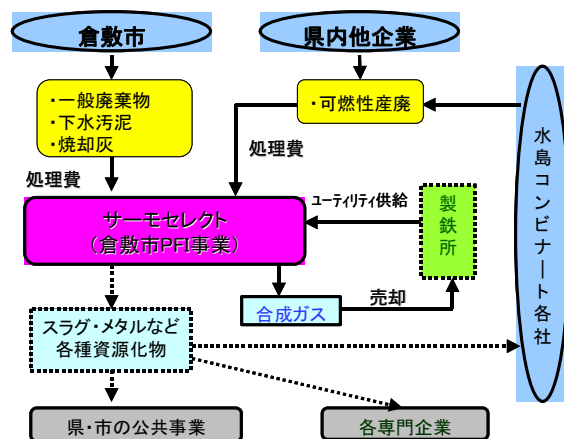 倉敷市
県内他企業
・一般廃棄物
・下水汚泥
・焼却灰
・可燃性産廃
処理費
処理費
サーモセレクト
(倉敷市PFI事業)
ユーティリティ供給
製鉄所
水島コンビナート各社
合成ガス
売却
スラグ・メタルなど
各種資源化物
県・市の公共事業
各専門企業